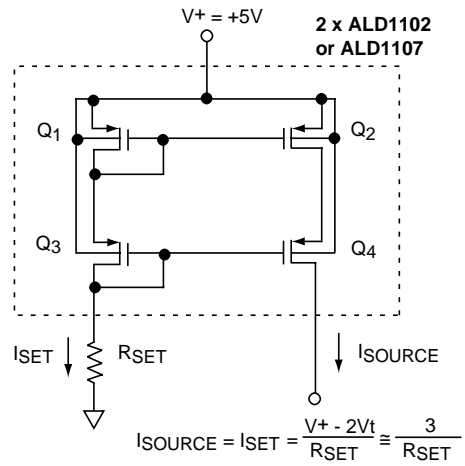 V+ = +5V
2 x ALD1102
or ALD1107
Q1
Q2
Q3
Q4
ISET
RSET
ISOURCE
ISOURCE = ISET = V+ - 2Vt / RSET ≅ 3 / RSET